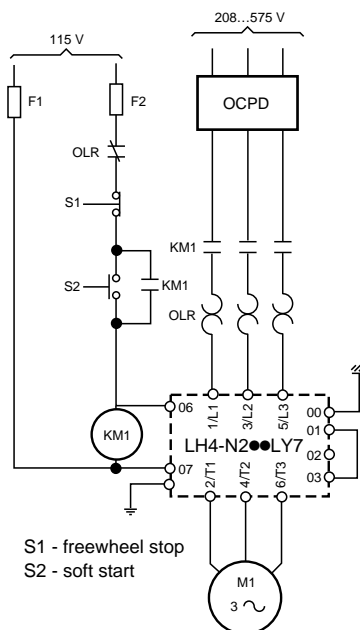 115 V
208...575 V
F1
F2
OCPD
OLR
S1
KM1
S2
KM1
OLR
06
1/L1
3/L2
5/L3
00
01
KM1
LH4-N2●●LY7
02
07
2/T1
4/T2
6/T3
03
S1 - freewheel stop
S2 - soft start
M1
3